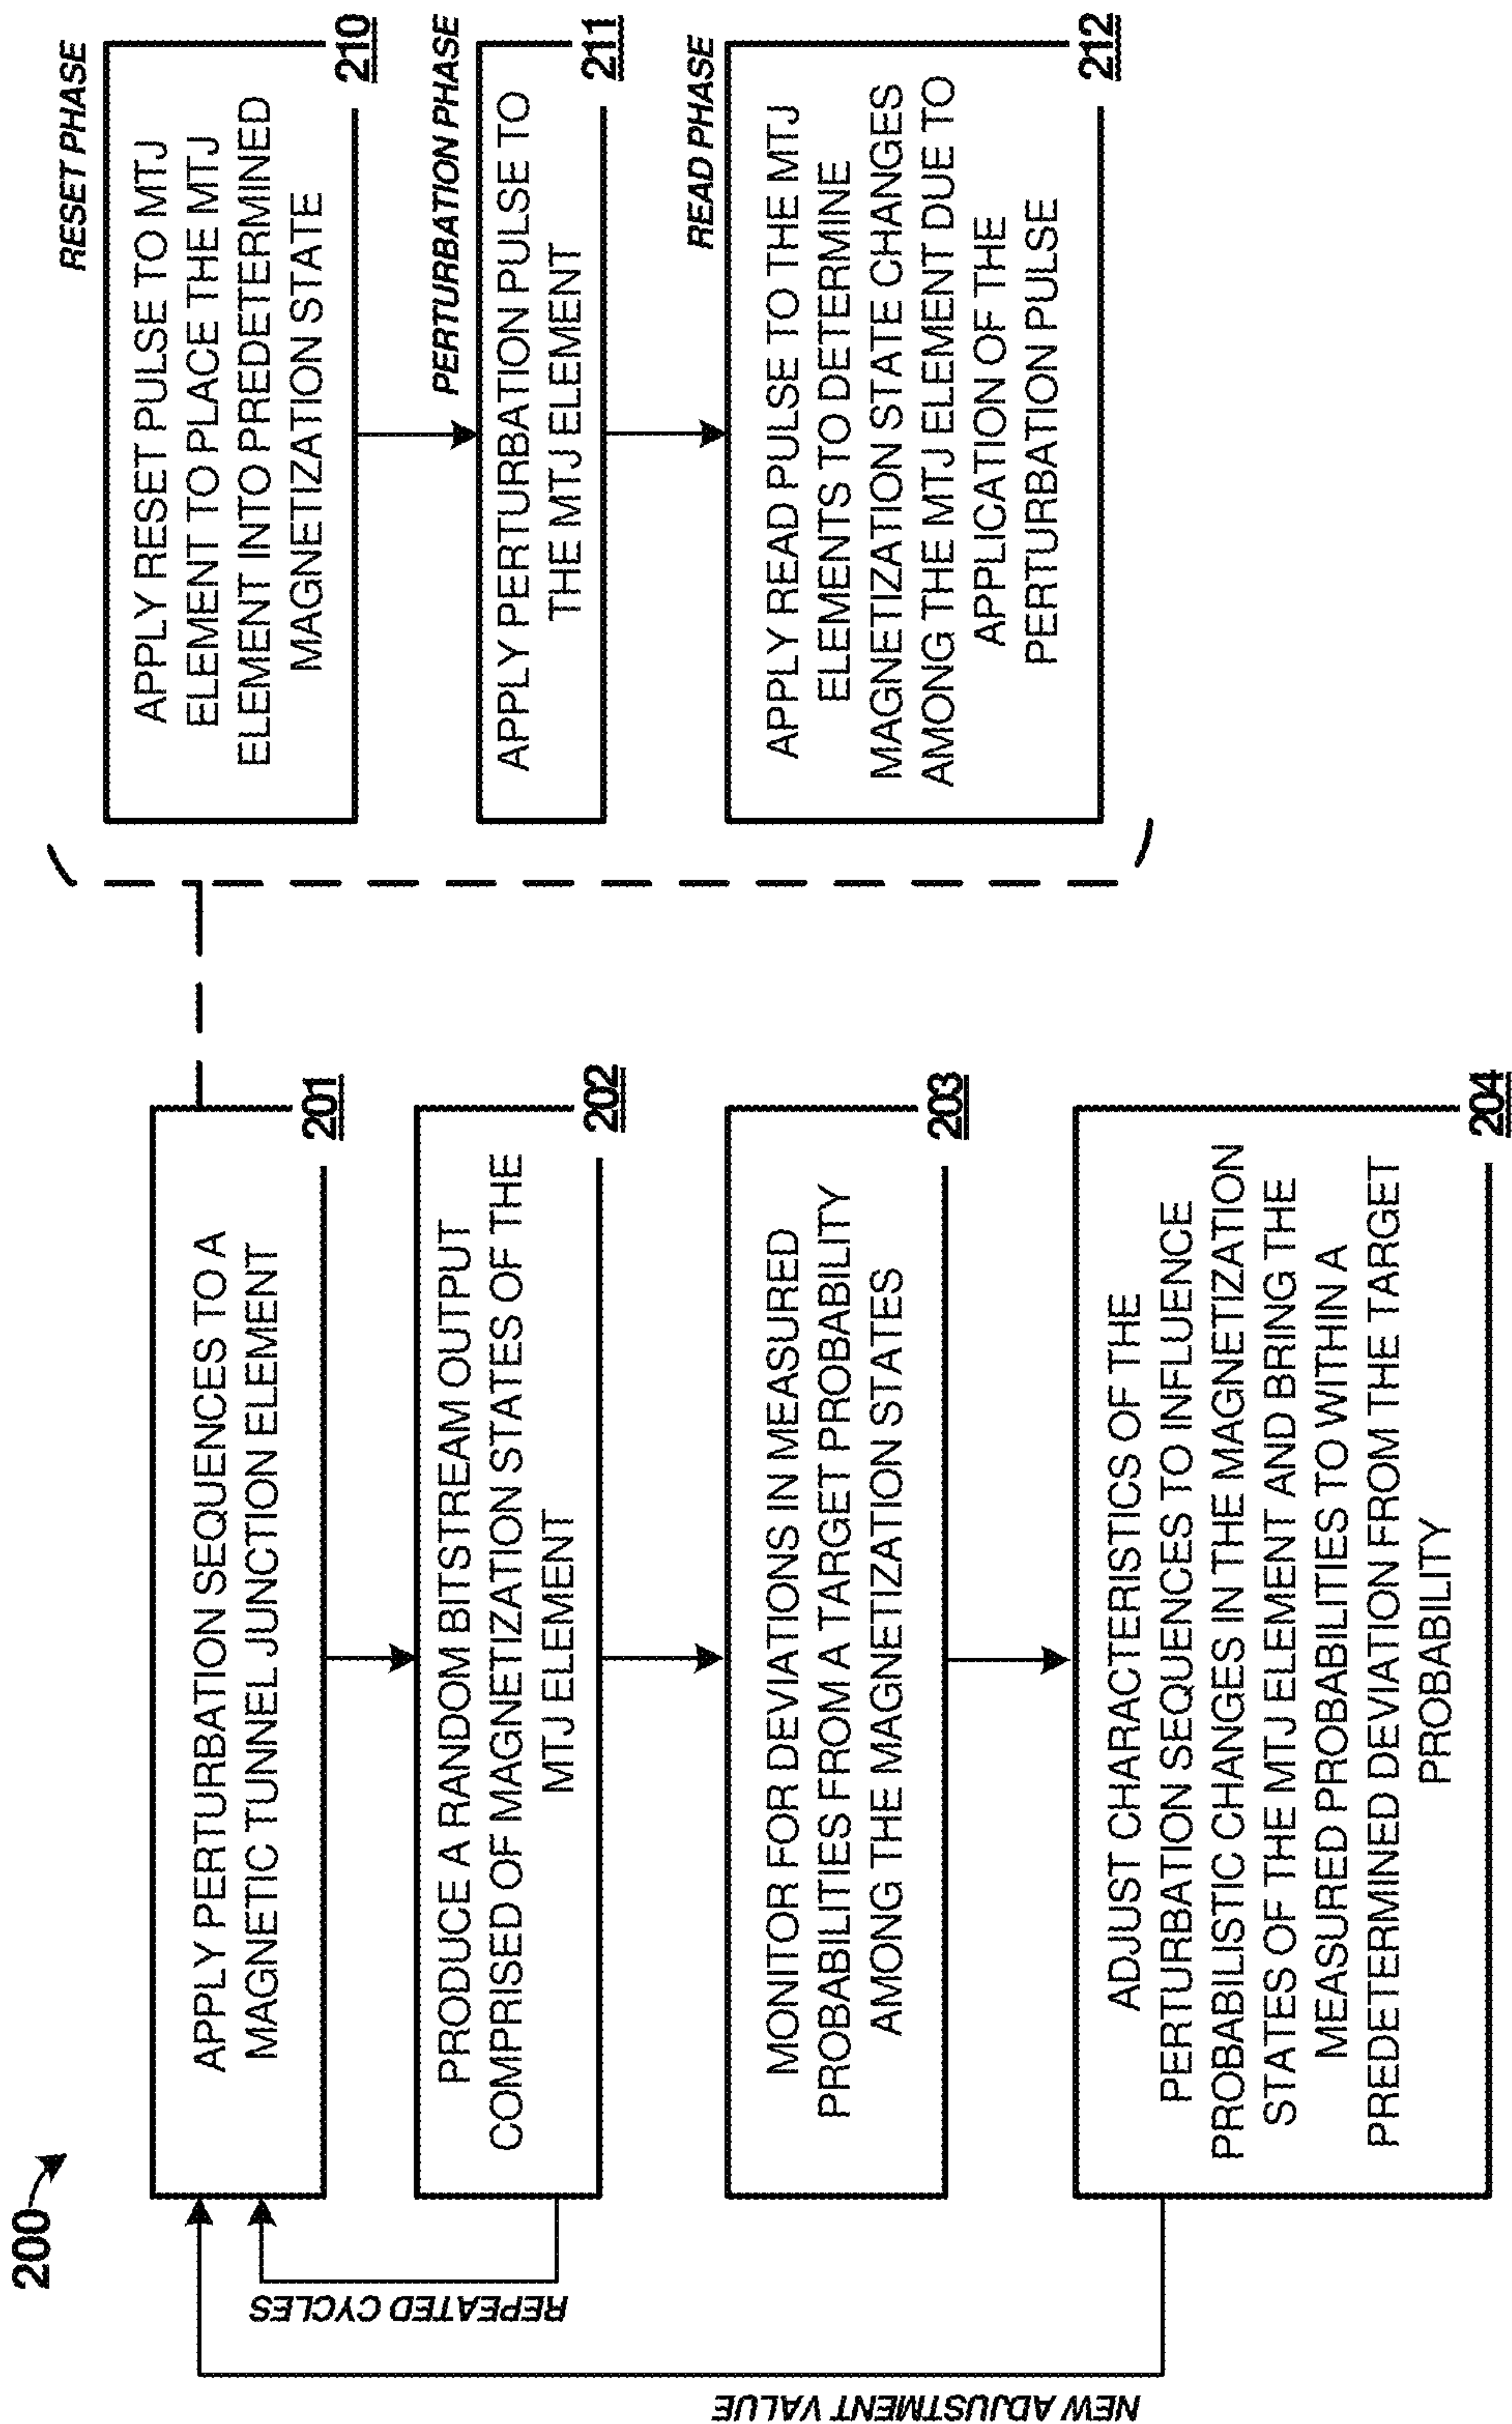 200
APPLY PERTURBATION SEQUENCES TO A
MAGNETIC TUNNEL JUNCTION ELEMENT
201
PRODUCE A RANDOM BITSTREAM OUTPUT
COMPRISED OF MAGNETIZATION STATES OF THE
MTJ ELEMENT
202
REPEATED CYCLES
MONITOR FOR DEVIATIONS IN MEASURED
PROBABILITIES FROM A TARGET PROBABILITY
AMONG THE MAGNETIZATION STATES
203
ADJUST CHARACTERISTICS OF THE
PERTURBATION SEQUENCES TO INFLUENCE
PROBABILISTIC CHANGES IN THE MAGNETIZATION
STATES OF THE MTJ ELEMENT AND BRING THE
MEASURED PROBABILITIES TO WITHIN A
PREDETERMINED DEVIATION FROM THE TARGET
PROBABILITY
204
NEW ADJUSTMENT VALUE
RESET PHASE
APPLY RESET PULSE TO MTJ
ELEMENT TO PLACE THE MTJ
ELEMENT INTO PREDETERMINED
MAGNETIZATION STATE
210
PERTURBATION PHASE
APPLY PERTURBATION PULSE TO
THE MTJ ELEMENT
211
READ PHASE
APPLY READ PULSE TO THE MTJ
ELEMENTS TO DETERMINE
MAGNETIZATION STATE CHANGES
AMONG THE MTJ ELEMENT DUE TO
APPLICATION OF THE
PERTURBATION PULSE
212